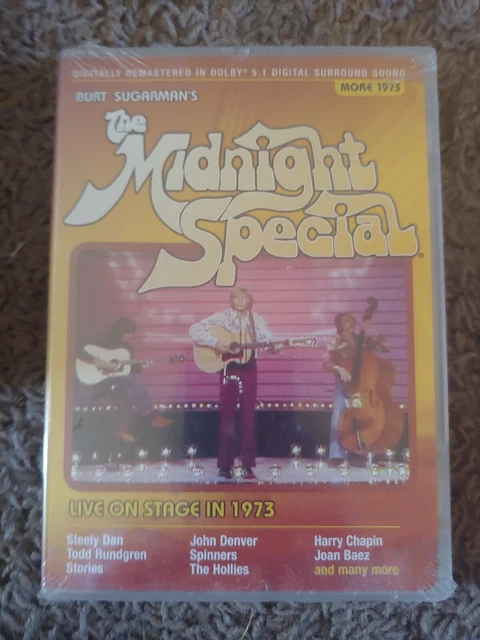 DIGITALLY REMASTERED IN DOLBY® 5.1 DIGITAL SURROUND SOUND
MORE 1973
BURT SUGARMAN'S
The
Midnight
Special
LIVE ON STAGE IN 1973
Steely Dan John Denver Harry Chapin
Todd Rundgren Spinners Joan Baez
Stories The Hollies and many more